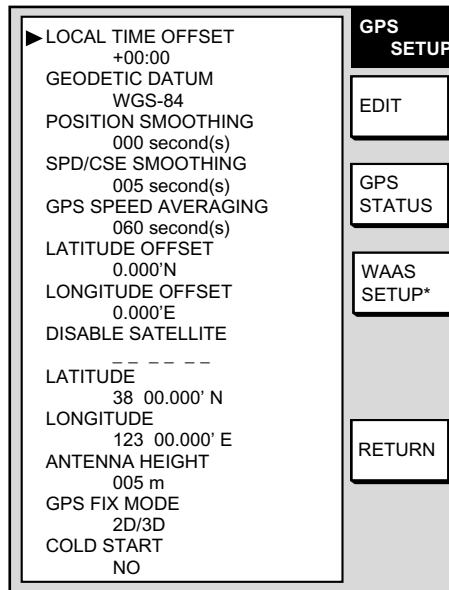 LOCAL TIME OFFSET
+00:00
GEODETIC DATUM
WGS-84
POSITION SMOOTHING
000 second(s)
SPD/CSE SMOOTHING
005 second(s)
GPS SPEED AVERAGING
060 second(s)
LATITUDE OFFSET
0.000'N
LONGITUDE OFFSET
0.000'E
DISABLE SATELLITE
_ _ _ _ _ _
LATITUDE
38 00.000' N
LONGITUDE
123 00.000' E
ANTENNA HEIGHT
005 m
GPS FIX MODE
2D/3D
COLD START
NO
GPS
SETUP
EDIT
GPS
STATUS
WAAS
SETUP*
RETURN